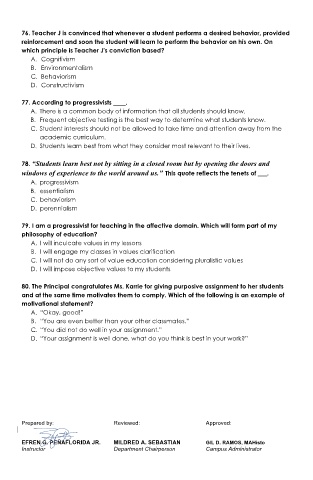 76. Teacher J is convinced that whenever a student performs a desired behavior, provided
reinforcement and soon the student will learn to perform the behavior on his own. On
which principle is Teacher J's conviction based?
A. Cognitivism
B. Environmentalism
C. Behaviorism
D. Constructivism
77. According to progressivists ____.
A. There is a common body of information that all students should know.
B. Frequent objective testing is the best way to determine what students know.
C. Student interests should not be allowed to take time and attention away from the
academic curriculum.
D. Students learn best from what they consider most relevant to their lives.
78. "Students learn best not by sitting in a closed room but by opening the doors and
windows of experience to the world around us." This quote reflects the tenets of ___.
A. progressivism
B. essentialism
C. behaviorism
D. perennialism
79. I am a progressivist for teaching in the affective domain. Which will form part of my
philosophy of education?
A. I will inculcate values in my lessons
B. I will engage my classes in values clarification
C. I will not do any sort of value education considering pluralistic values
D. I will impose objective values to my students
80. The Principal congratulates Ms. Karrie for giving purposive assignment to her students
and at the same time motivates them to comply. Which of the following is an example of
motivational statement?
A. "Okay, good!"
B. "You are even better than your other classmates."
C. "You did not do well in your assignment."
D. "Your assignment is well done, what do you think is best in your work?"
Prepared by: Reviewed: Approved:
EFREN G. PEÑAFLORIDA JR. MILDRED A. SEBASTIAN GIL D. RAMOS, MAHisto
Instructor Department Chairperson Campus Administrator